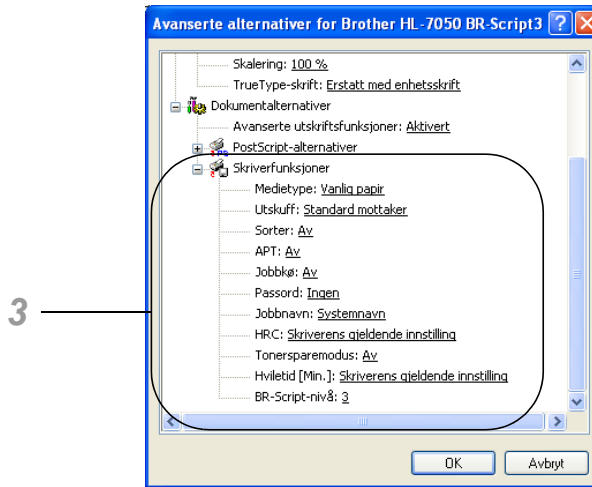 Avanserte alternativer for Brother HL-7050 BR-Script3
Skalering: 100 %
TrueType-skrift: Erstatt med enhetsskrift
Dokumentalternativer
Avanserte utskriftsfunksjoner: Aktivert
PostScript-alternativer
Skriverfunksjoner
Medietype: Vanlig papir
Utskuff: Standard mottaker
Sorter: Av
APT: Av
Jobbkø: Av
Passord: Ingen
Jobbnavn: Systemnavn
HRC: Skriverens gjeldende innstilling
Tonersparemodus: Av
Hviletid [Min.]: Skriverens gjeldende innstilling
BR-Script-nivå: 3
3
OK Avbryt